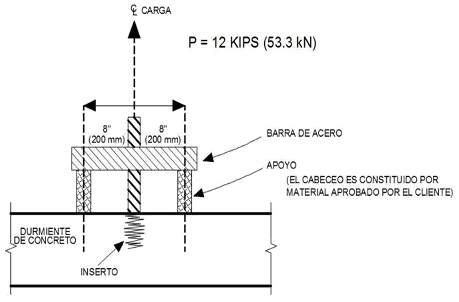 ℄ CARGA
P = 12 KIPS (53.3 kN)
8" 8"
(200 mm) (200 mm)
BARRA DE ACERO
APOYO
(EL CABECEO ES CONSTITUIDO POR
MATERIAL APROBADO POR EL CLIENTE)
DURMIENTE
DE CONCRETO
INSERTO